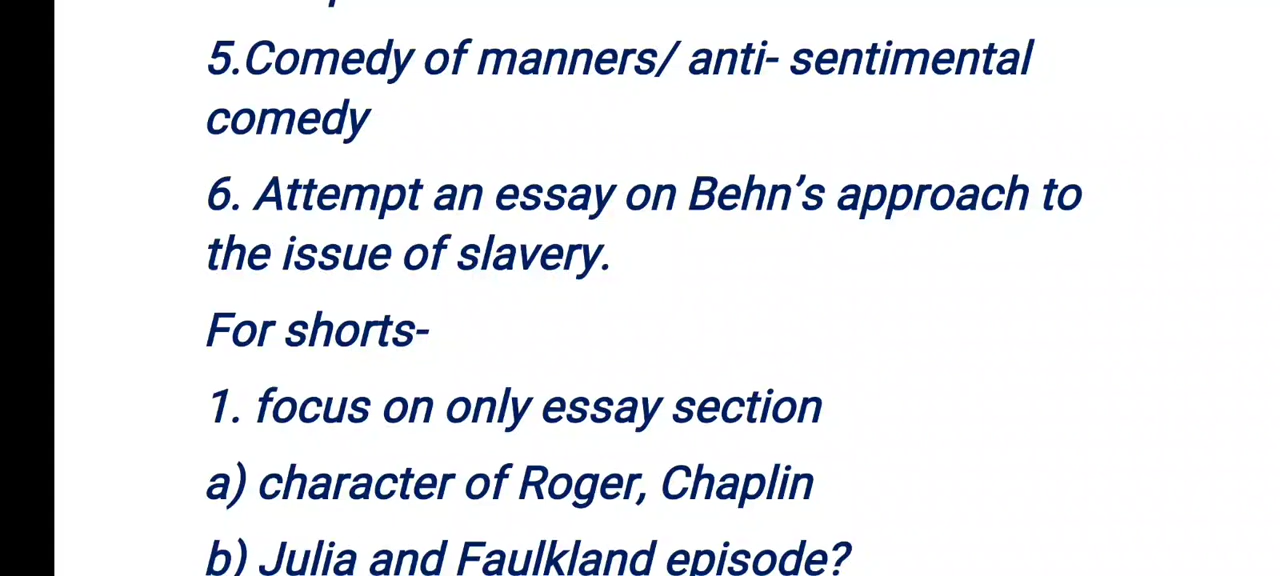 5.Comedy of manners/ anti- sentimental
comedy
6. Attempt an essay on Behn’s approach to
the issue of slavery.
For shorts-
1. focus on only essay section
a) character of Roger, Chaplin
b) Julia and Faulkland episode?